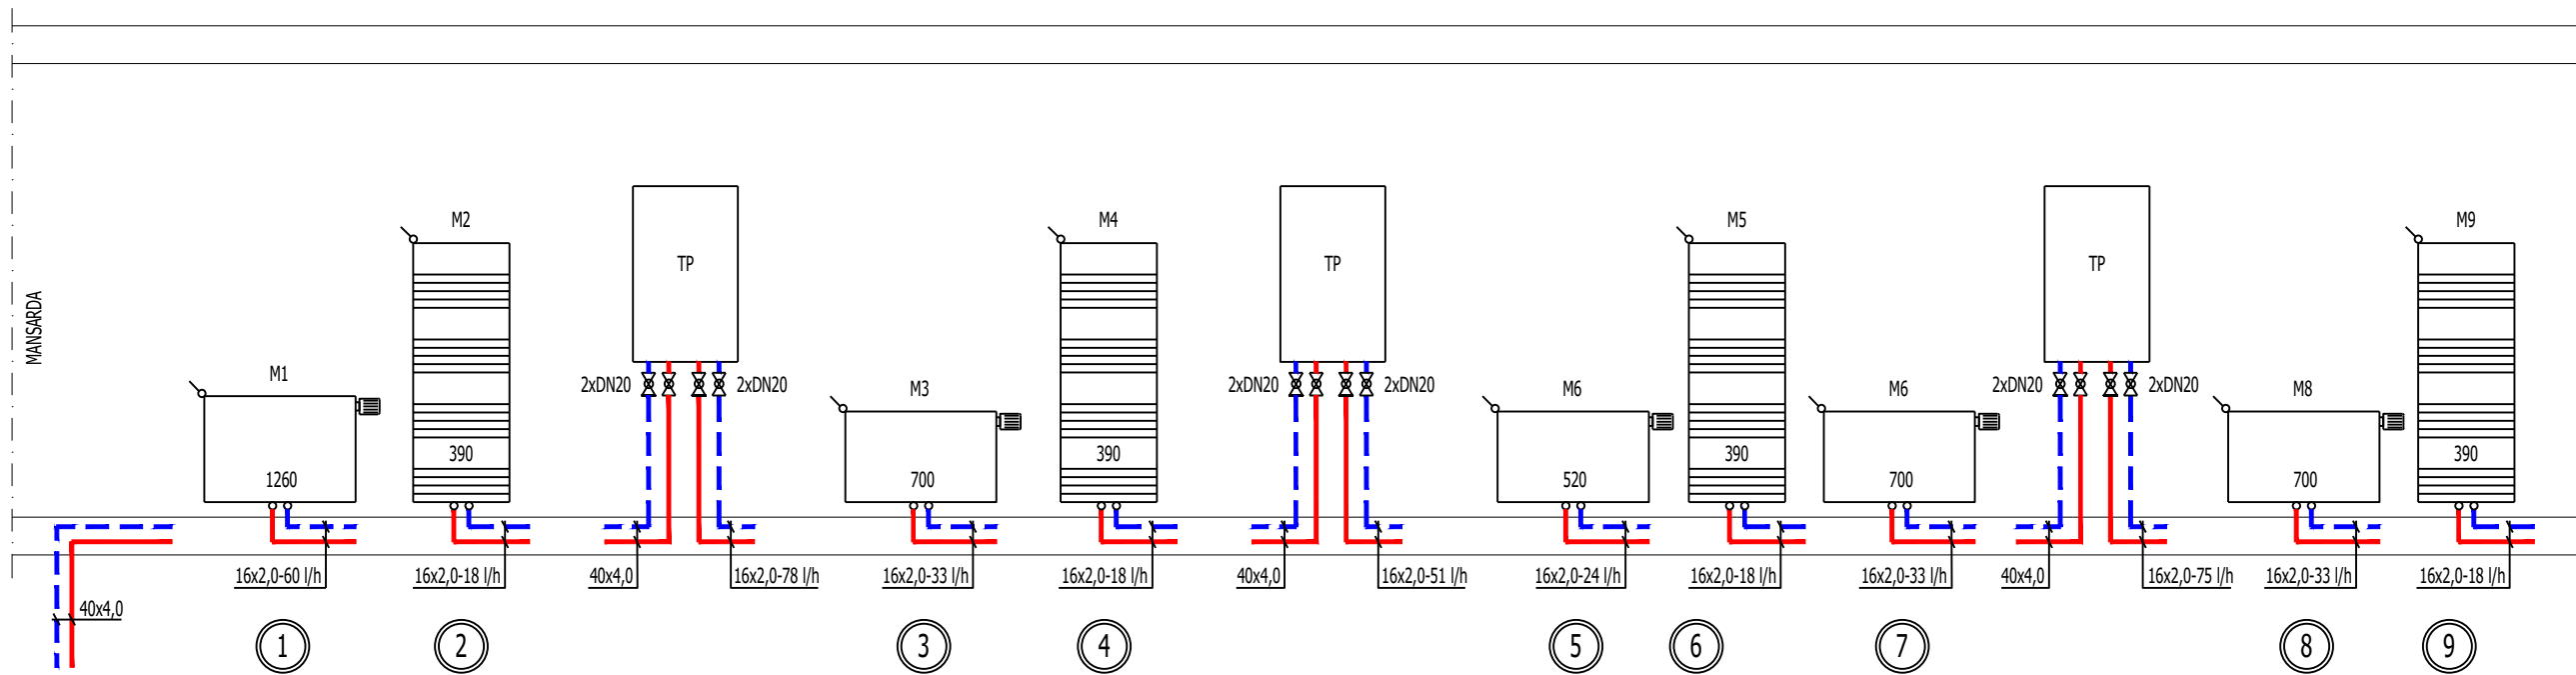 MANSARDA
M1
1260
16x2,0-60 l/h
M2
390
16x2,0-18 l/h
TP
2xDN20
2xDN20
40x4,0
16x2,0-78 l/h
M3
700
16x2,0-33 l/h
M4
390
16x2,0-18 l/h
TP
2xDN20
2xDN20
40x4,0
16x2,0-51 l/h
M6
520
16x2,0-24 l/h
M5
390
16x2,0-18 l/h
M6
700
16x2,0-33 l/h
TP
2xDN20
2xDN20
40x4,0
16x2,0-75 l/h
M8
700
16x2,0-33 l/h
M9
390
16x2,0-18 l/h
40x4,0
1
2
3
4
5
6
7
8
9